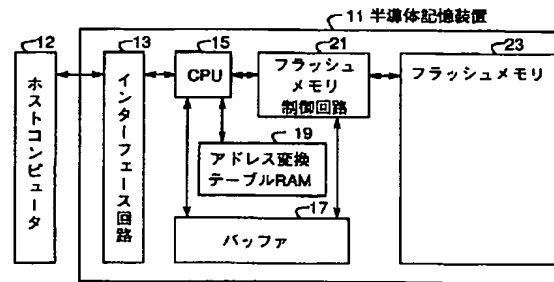 11 半導体記憶装置
12
13
15
21
23
ホストコンピュータ
インターフェース回路
CPU
フラッシュ
メモリ
制御回路
フラッシュメモリ
19
アドレス変換
テーブルRAM
17
バッファ